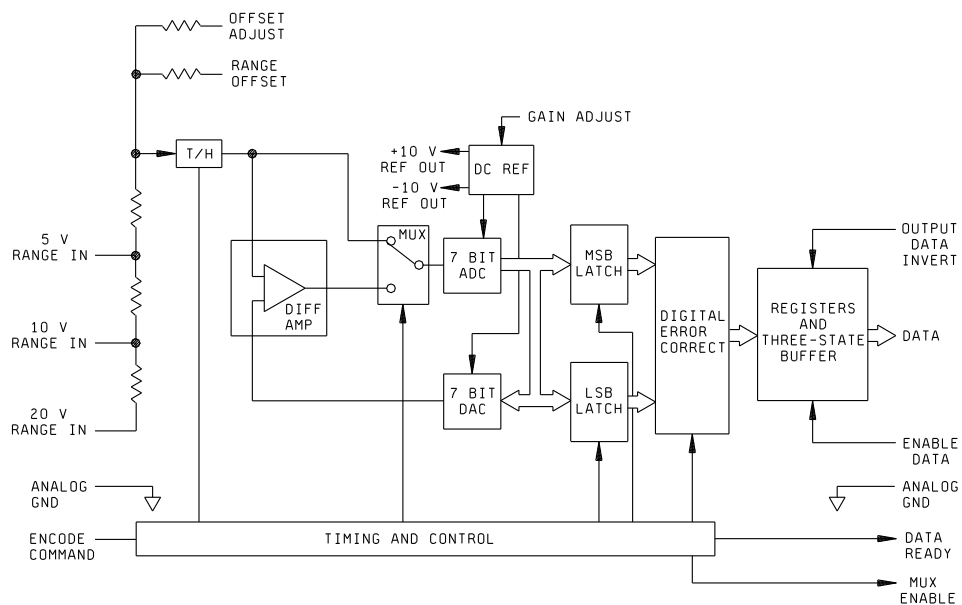 OFFSET
ADJUST
RANGE
OFFSET
GAIN ADJUST
T/H
+10 V
REF OUT
DC REF
-10 V
REF OUT
MUX
5 V
RANGE IN
7 BIT
ADC
MSB
LATCH
OUTPUT
DATA
INVERT
DIFF
AMP
10 V
RANGE IN
DIGITAL
ERROR
CORRECT
REGISTERS
AND
THREE-STATE
BUFFER
DATA
20 V
RANGE IN
7 BIT
DAC
LSB
LATCH
ENABLE
DATA
ANALOG
GND
ANALOG
GND
ENCODE
COMMAND
TIMING AND CONTROL
DATA
READY
MUX
ENABLE